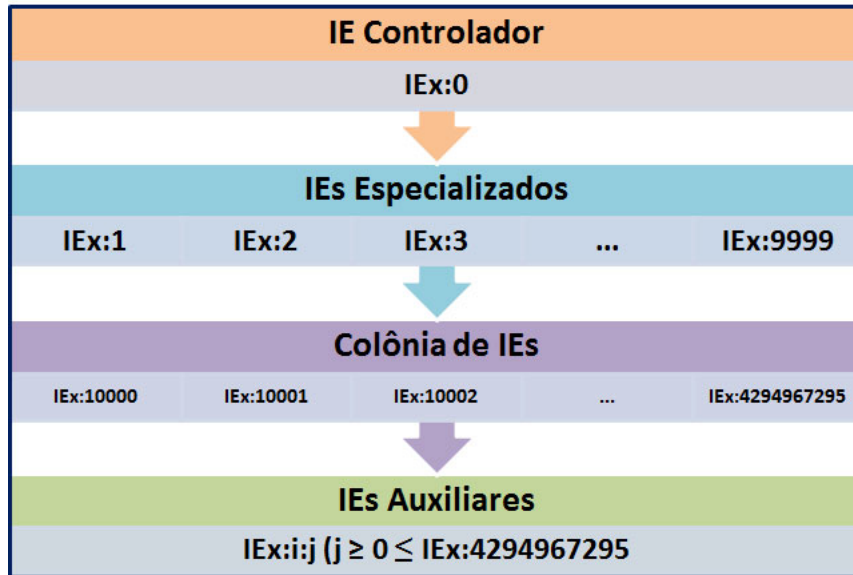 IE Controlador
IEx:0
IEs Especializados
IEx:1 IEx:2 IEx:3 ... IEx:9999
Colônia de IEs
IEx:10000 IEx:10001 IEx:10002 ... IEx:4294967295
IEs Auxiliares
IEx:i:j (j ≥ 0 ≤ IEx:4294967295